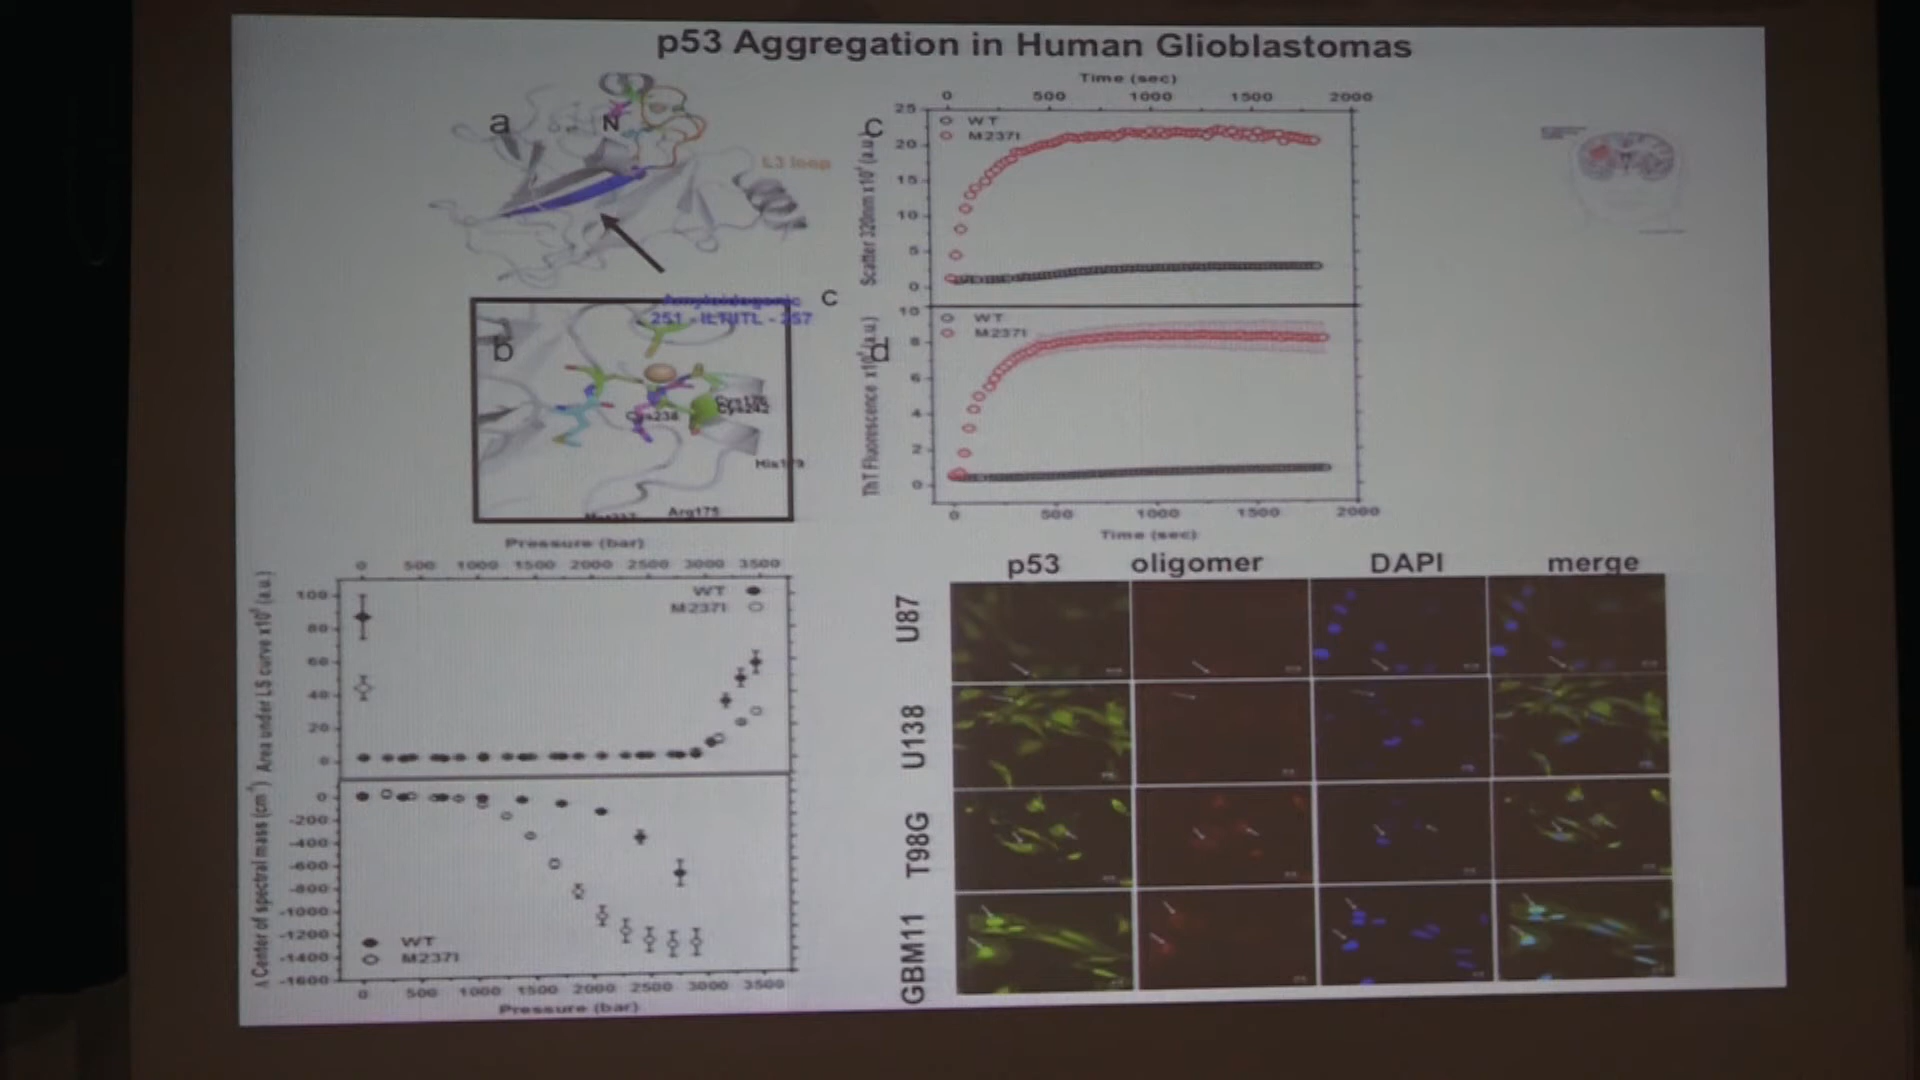 p53 Aggregation in Human Glioblastomas
a
N
L3 loop
Amyloidogenic
251 - ILTIITL - 257
b
Cys238
Cys176
Cys242
His179
Met237
Arg175
c
Time (sec)
0 500 1000 1500 2000
C
WT
M237I
Scatter 320nm
25
20
15
10
5
0
d
WT
M237I
ThT Fluorescence
10
8
6
4
2
0
0 500 1000 1500 2000
Time (sec)
Pressure (bar)
0 500 1000 1500 2000 2500 3000 3500
WT
M237I
Area under LS curve
100
80
60
40
20
0
Δ Center of spectral mass (cm⁻¹)
0
-200
-400
-600
-800
-1000
-1200
-1400
-1600
WT
M237I
0 500 1000 1500 2000 2500 3000 3500
Pressure (bar)
p53 oligomer DAPI merge
U87
U138
T98G
GBM11